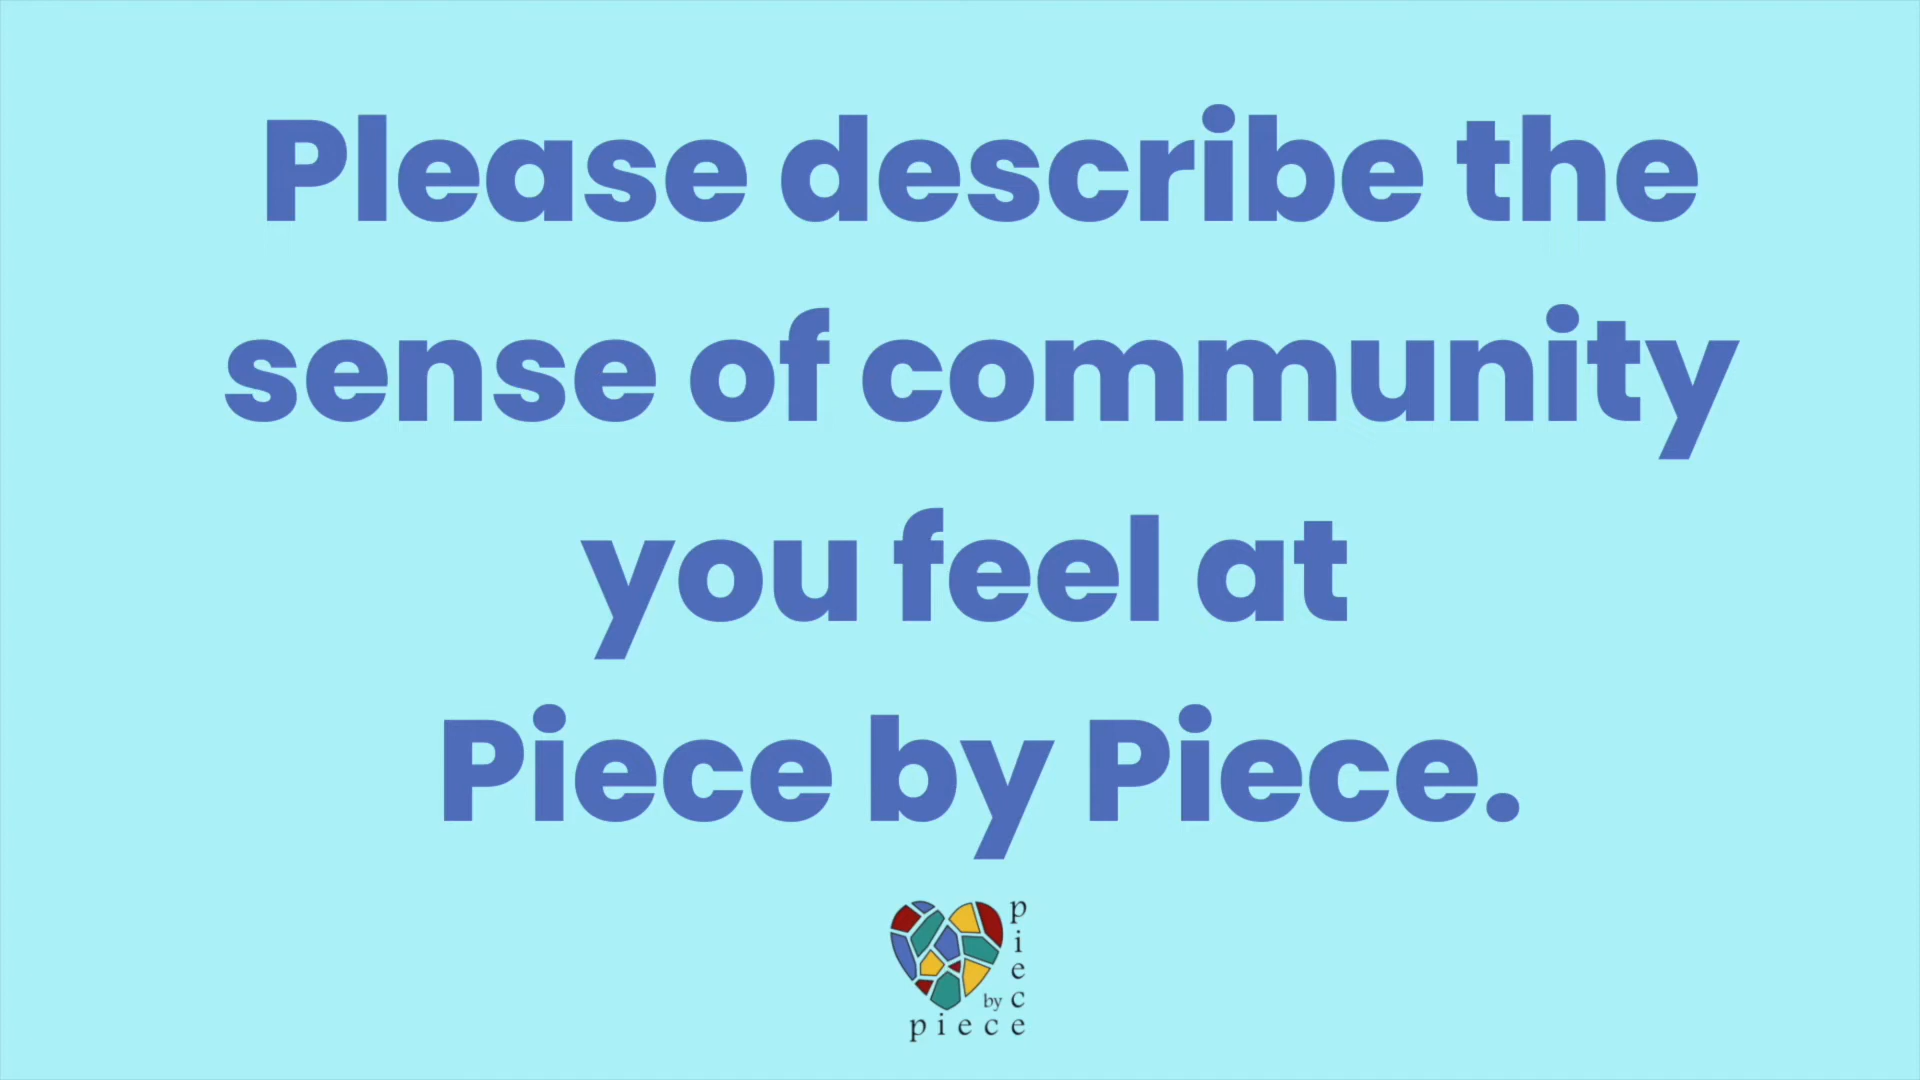 Please describe the
sense of community
you feel at
Piece by Piece.
piece
by
piece